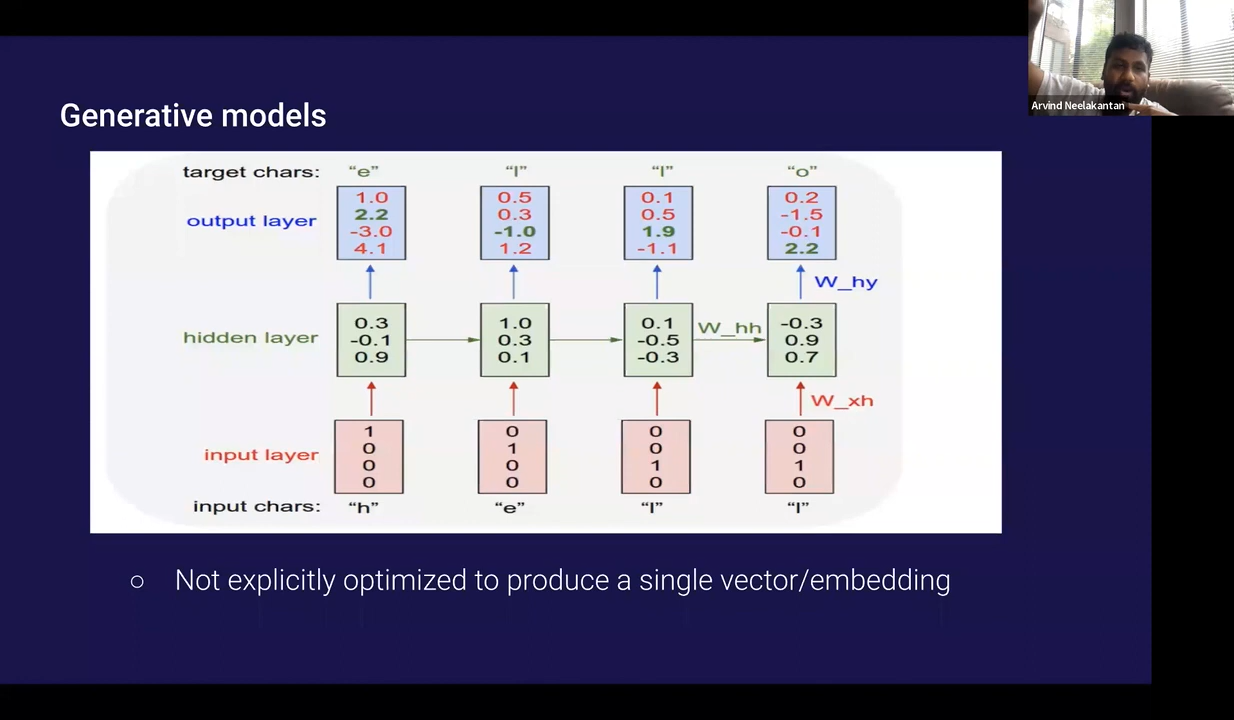 Arvind Neelakantan
Generative models
target chars: “e” “l” “l” “o”
output layer
1.0 0.5 0.1 0.2
2.2 0.3 0.5 -1.5
-3.0 -1.0 1.9 -0.1
4.1 1.2 -1.1 2.2
W_hy
hidden layer
0.3 1.0 0.1 -0.3
-0.1 0.3 -0.5 0.9
0.9 0.1 -0.3 0.7
W_hh
W_xh
input layer
1 0 0 0
0 1 0 0
0 0 1 1
0 0 0 0
input chars: “h” “e” “l” “l”
○ Not explicitly optimized to produce a single vector/embedding